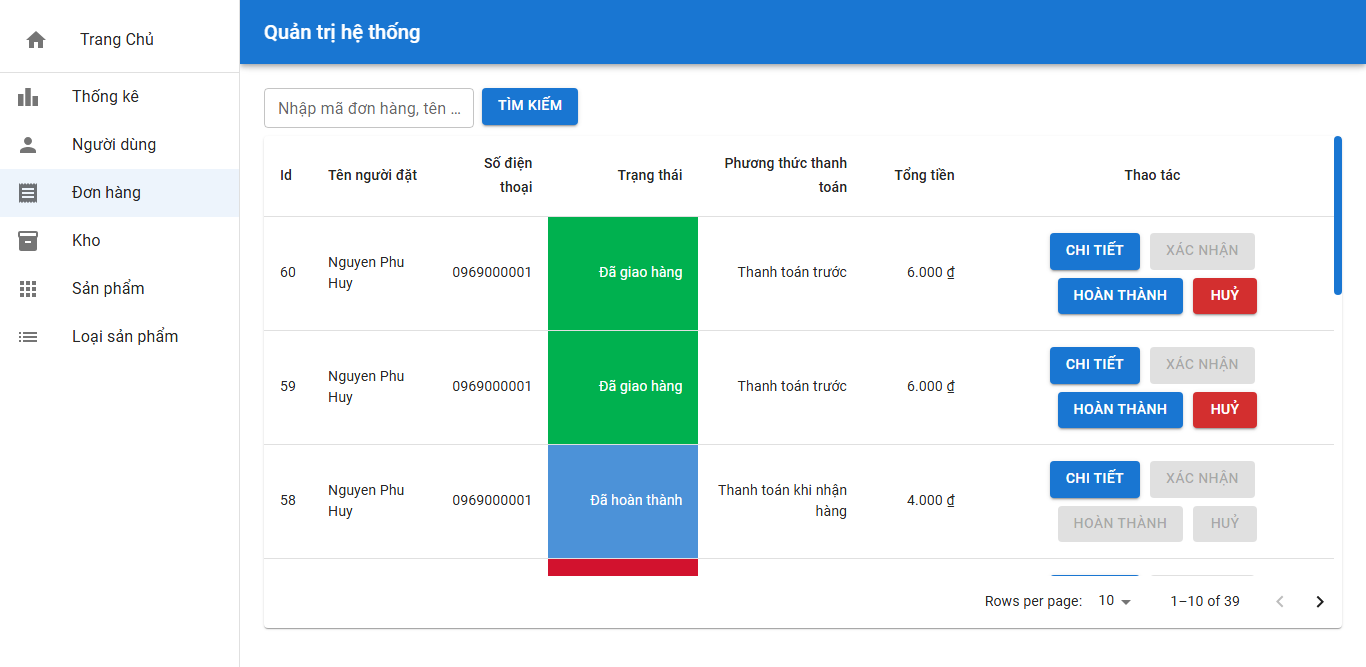 Trang Chủ
Thống kê
Người dùng
Đơn hàng
Kho
Sản phẩm
Loại sản phẩm
Quản trị hệ thống
Nhập mã đơn hàng, tên ...
TÌM KIẾM
Id
Tên người đặt
Số điện
thoại
Trạng thái
Phương thức thanh
toán
Tổng tiền
Thao tác
60
Nguyen Phu
Huy
0969000001
Đã giao hàng
Thanh toán trước
6.000 ₫
CHI TIẾT
XÁC NHẬN
HOÀN THÀNH
HUỶ
59
Nguyen Phu
Huy
0969000001
Đã giao hàng
Thanh toán trước
6.000 ₫
CHI TIẾT
XÁC NHẬN
HOÀN THÀNH
HUỶ
58
Nguyen Phu
Huy
0969000001
Đã hoàn thành
Thanh toán khi nhận
hàng
4.000 ₫
CHI TIẾT
XÁC NHẬN
HOÀN THÀNH
HUỶ
Rows per page:
10
1–10 of 39